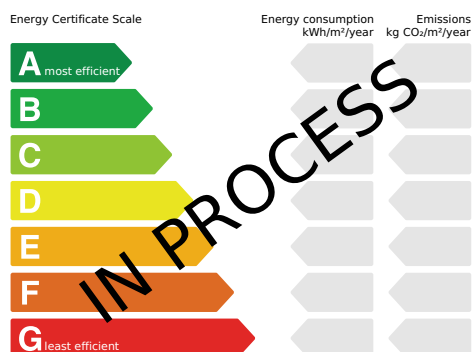 Energy Certificate Scale
Energy consumption
kWh/m²/year
Emissions
kg CO₂/m²/year
A most efficient
B
C
D
E
F
G least efficient
IN PROCESS